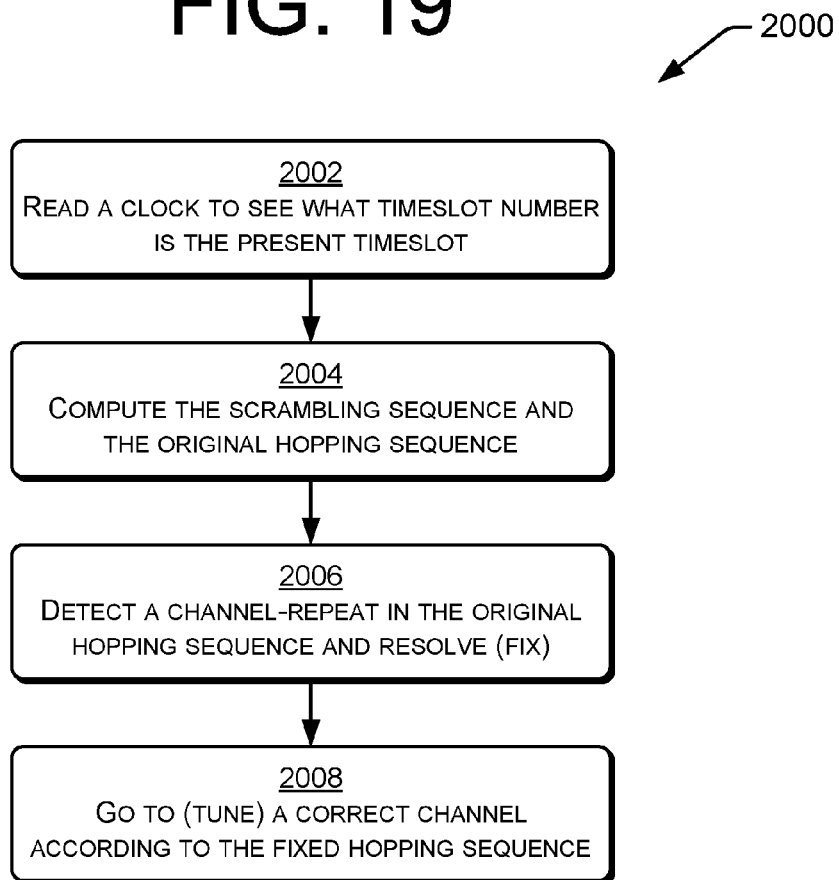 FIG. 19
2000
2002
READ A CLOCK TO SEE WHAT TIMESLOT NUMBER
IS THE PRESENT TIMESLOT
2004
COMPUTE THE SCRAMBLING SEQUENCE AND
THE ORIGINAL HOPPING SEQUENCE
2006
DETECT A CHANNEL-REPEAT IN THE ORIGINAL
HOPPING SEQUENCE AND RESOLVE (FIX)
2008
GO TO (TUNE) A CORRECT CHANNEL
ACCORDING TO THE FIXED HOPPING SEQUENCE